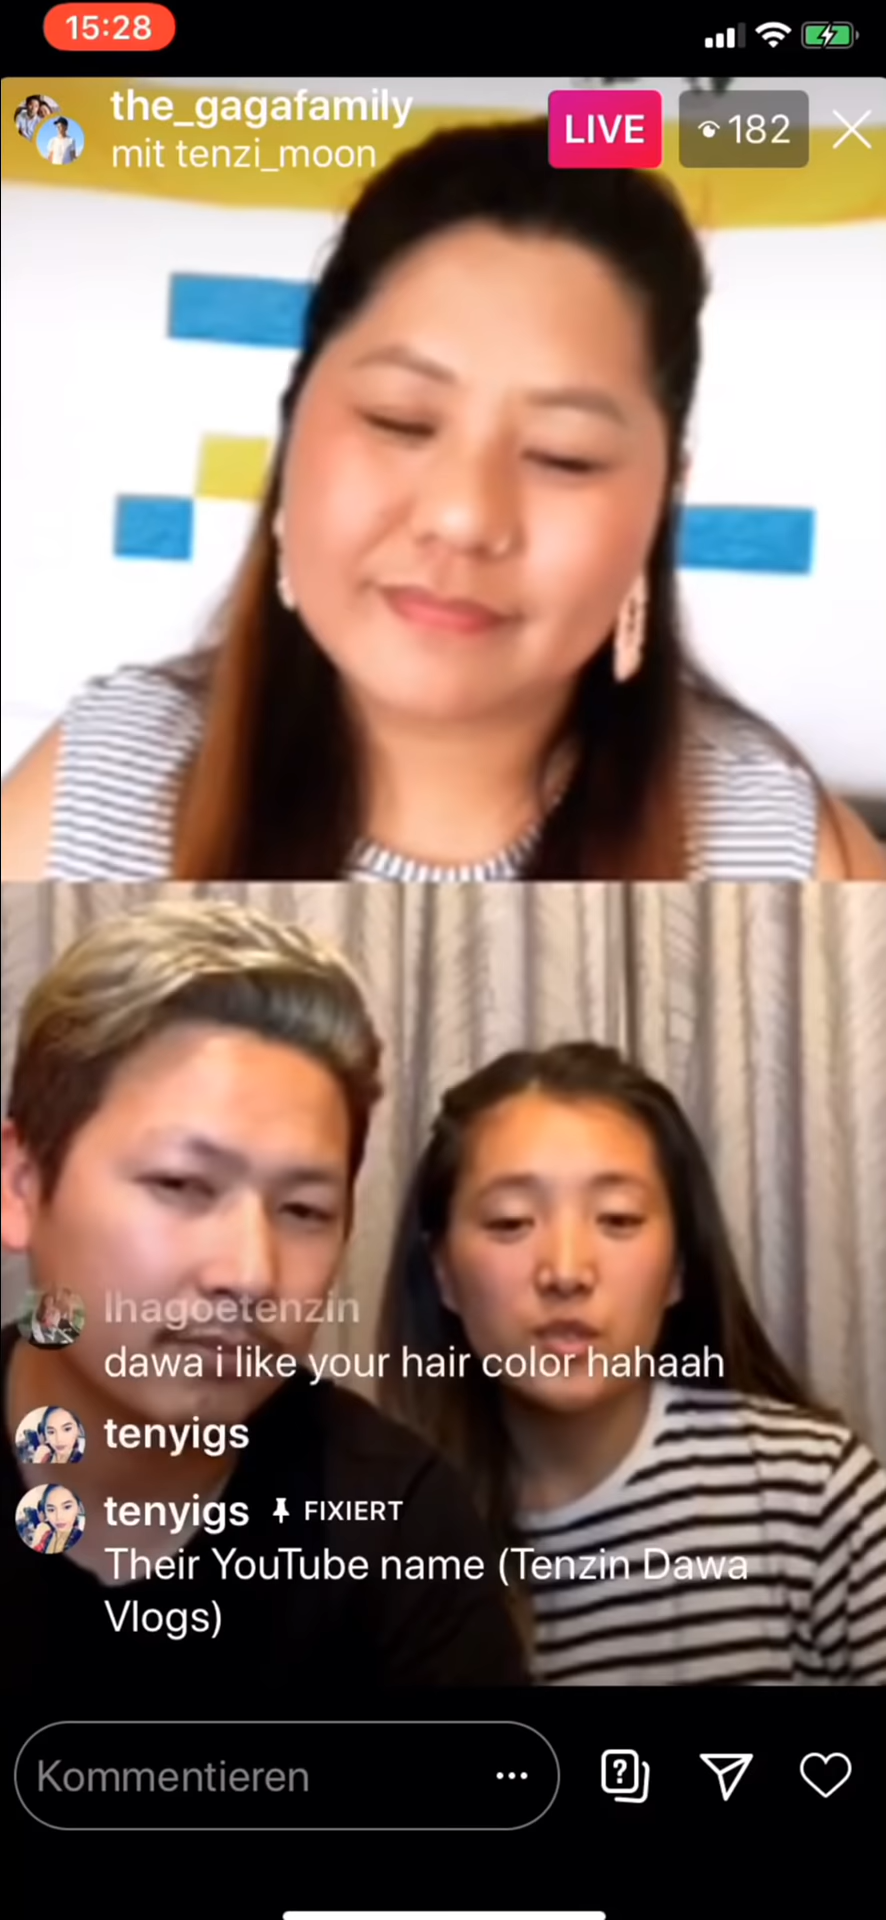 15:28
the_gagafamily
mit tenzi_moon
LIVE
182
lhagoetenzin
dawa i like your hair color hahaah
tenyigs
tenyigs FIXIERT
Their YouTube name (Tenzin Dawa
Vlogs)
Kommentieren